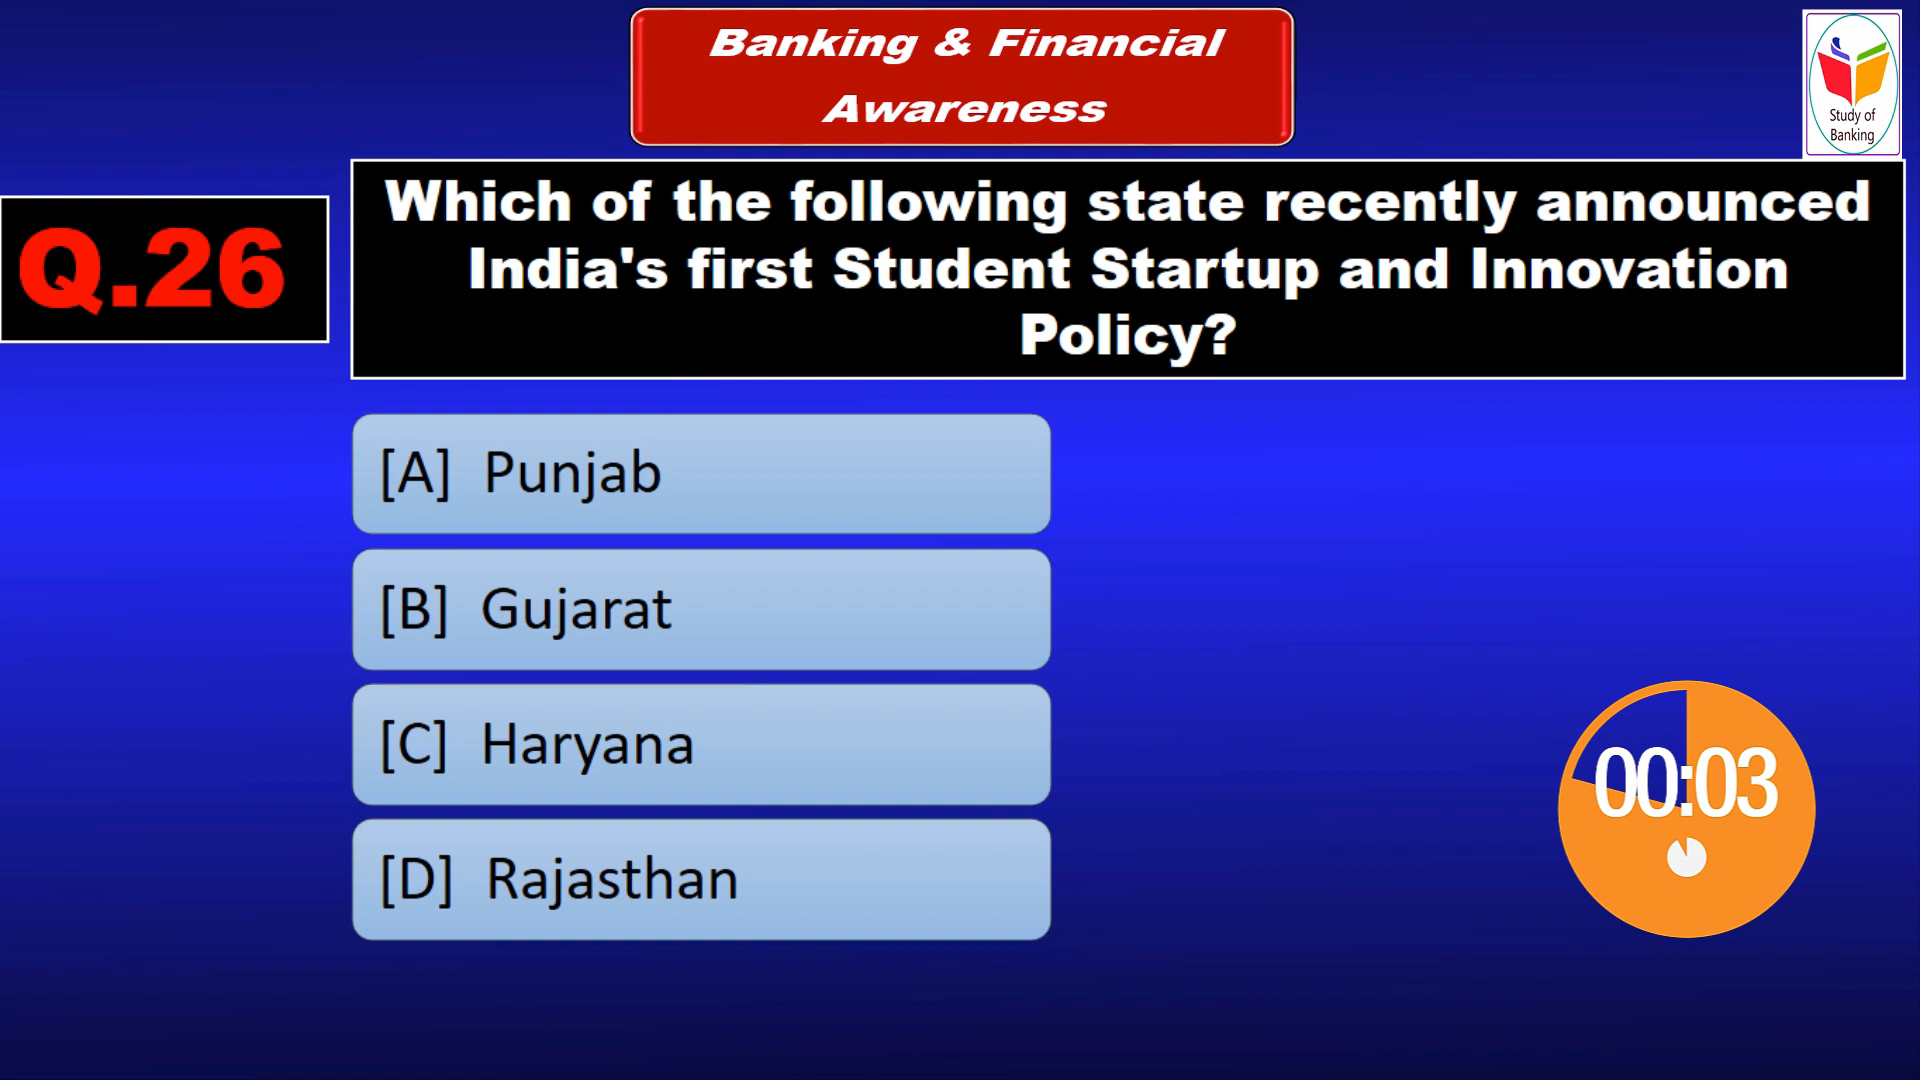 Banking & Financial
Awareness
Study of
Banking
Q.26
Which of the following state recently announced
India's first Student Startup and Innovation
Policy?
[A] Punjab
[B] Gujarat
[C] Haryana
[D] Rajasthan
00:03